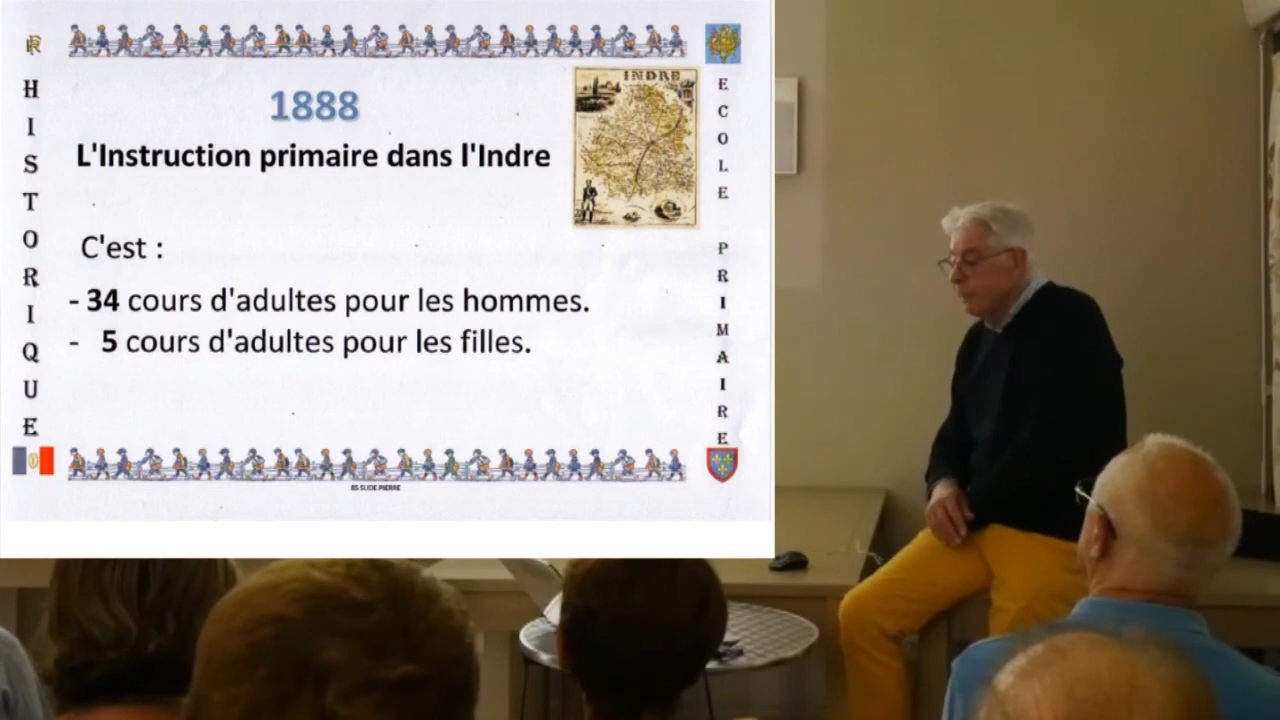 RF
HISTORIQUE
1888
L'Instruction primaire dans l'Indre
INDRE
C'est :
- 34 cours d'adultes pour les hommes.
- 5 cours d'adultes pour les filles.
ECOLE PRIMAIRE